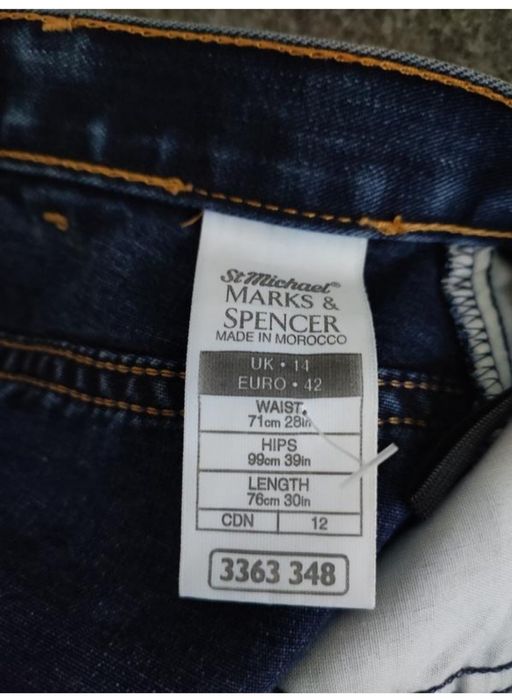 St Michael®
MARKS &
SPENCER
MADE IN MOROCCO
UK • 14
EURO • 42
WAIST
71cm 28in
HIPS
99cm 39in
LENGTH
76cm 30in
CDN 12
3363 348